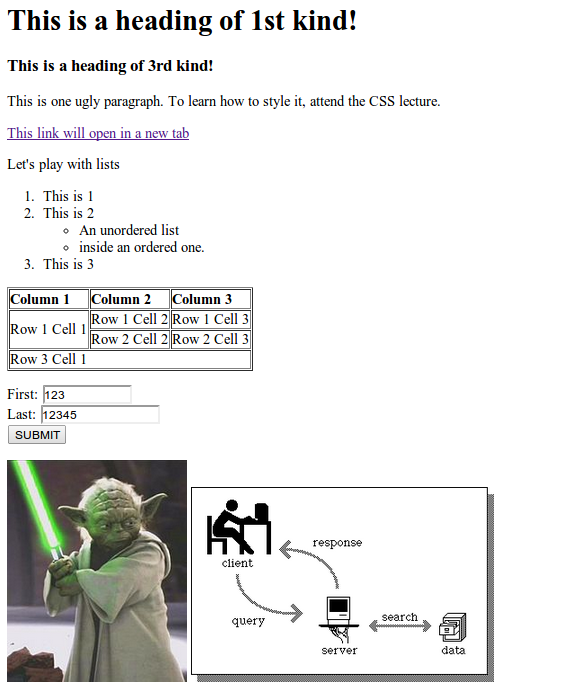 This is a heading of 1st kind!
This is a heading of 3rd kind!
This is one ugly paragraph. To learn how to style it, attend the CSS lecture.
This link will open in a new tab
Let's play with lists
1. This is 1
2. This is 2
An unordered list
inside an ordered one.
3. This is 3
Column 1 Column 2 Column 3
Row 1 Cell 1 Row 1 Cell 2 Row 1 Cell 3
Row 2 Cell 2 Row 2 Cell 3
Row 3 Cell 1
First: 123
Last: 12345
SUBMIT
client
response
query
server
search
data